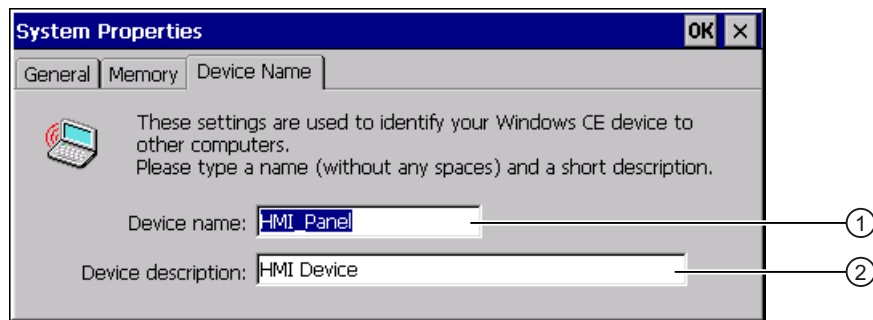 System Properties OK ×
General Memory Device Name
These settings are used to identify your Windows CE device to
other computers.
Please type a name (without any spaces) and a short description.
Device name: HMI_Panel 1
Device description: HMI Device 2